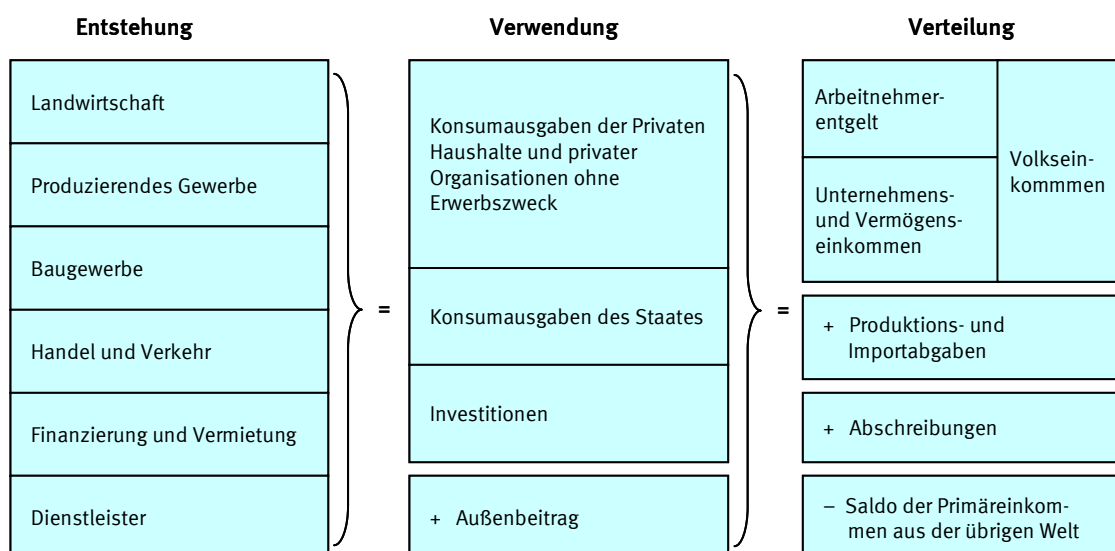 Entstehung
Landwirtschaft
Produzierendes Gewerbe
Baugewerbe
Handel und Verkehr
Finanzierung und Vermietung
Dienstleister
=
Verwendung
Konsumausgaben der Privaten
Haushalte und privater
Organisationen ohne
Erwerbszweck
Konsumausgaben des Staates
Investitionen
+ Außenbeitrag
=
Verteilung
Arbeitnehmer-
entgelt
Unternehmens-
und Vermögens-
einkommen
Volksein-
kommmen
+ Produktions- und
Importabgaben
+ Abschreibungen
– Saldo der Primäreinkom-
men aus der übrigen Welt